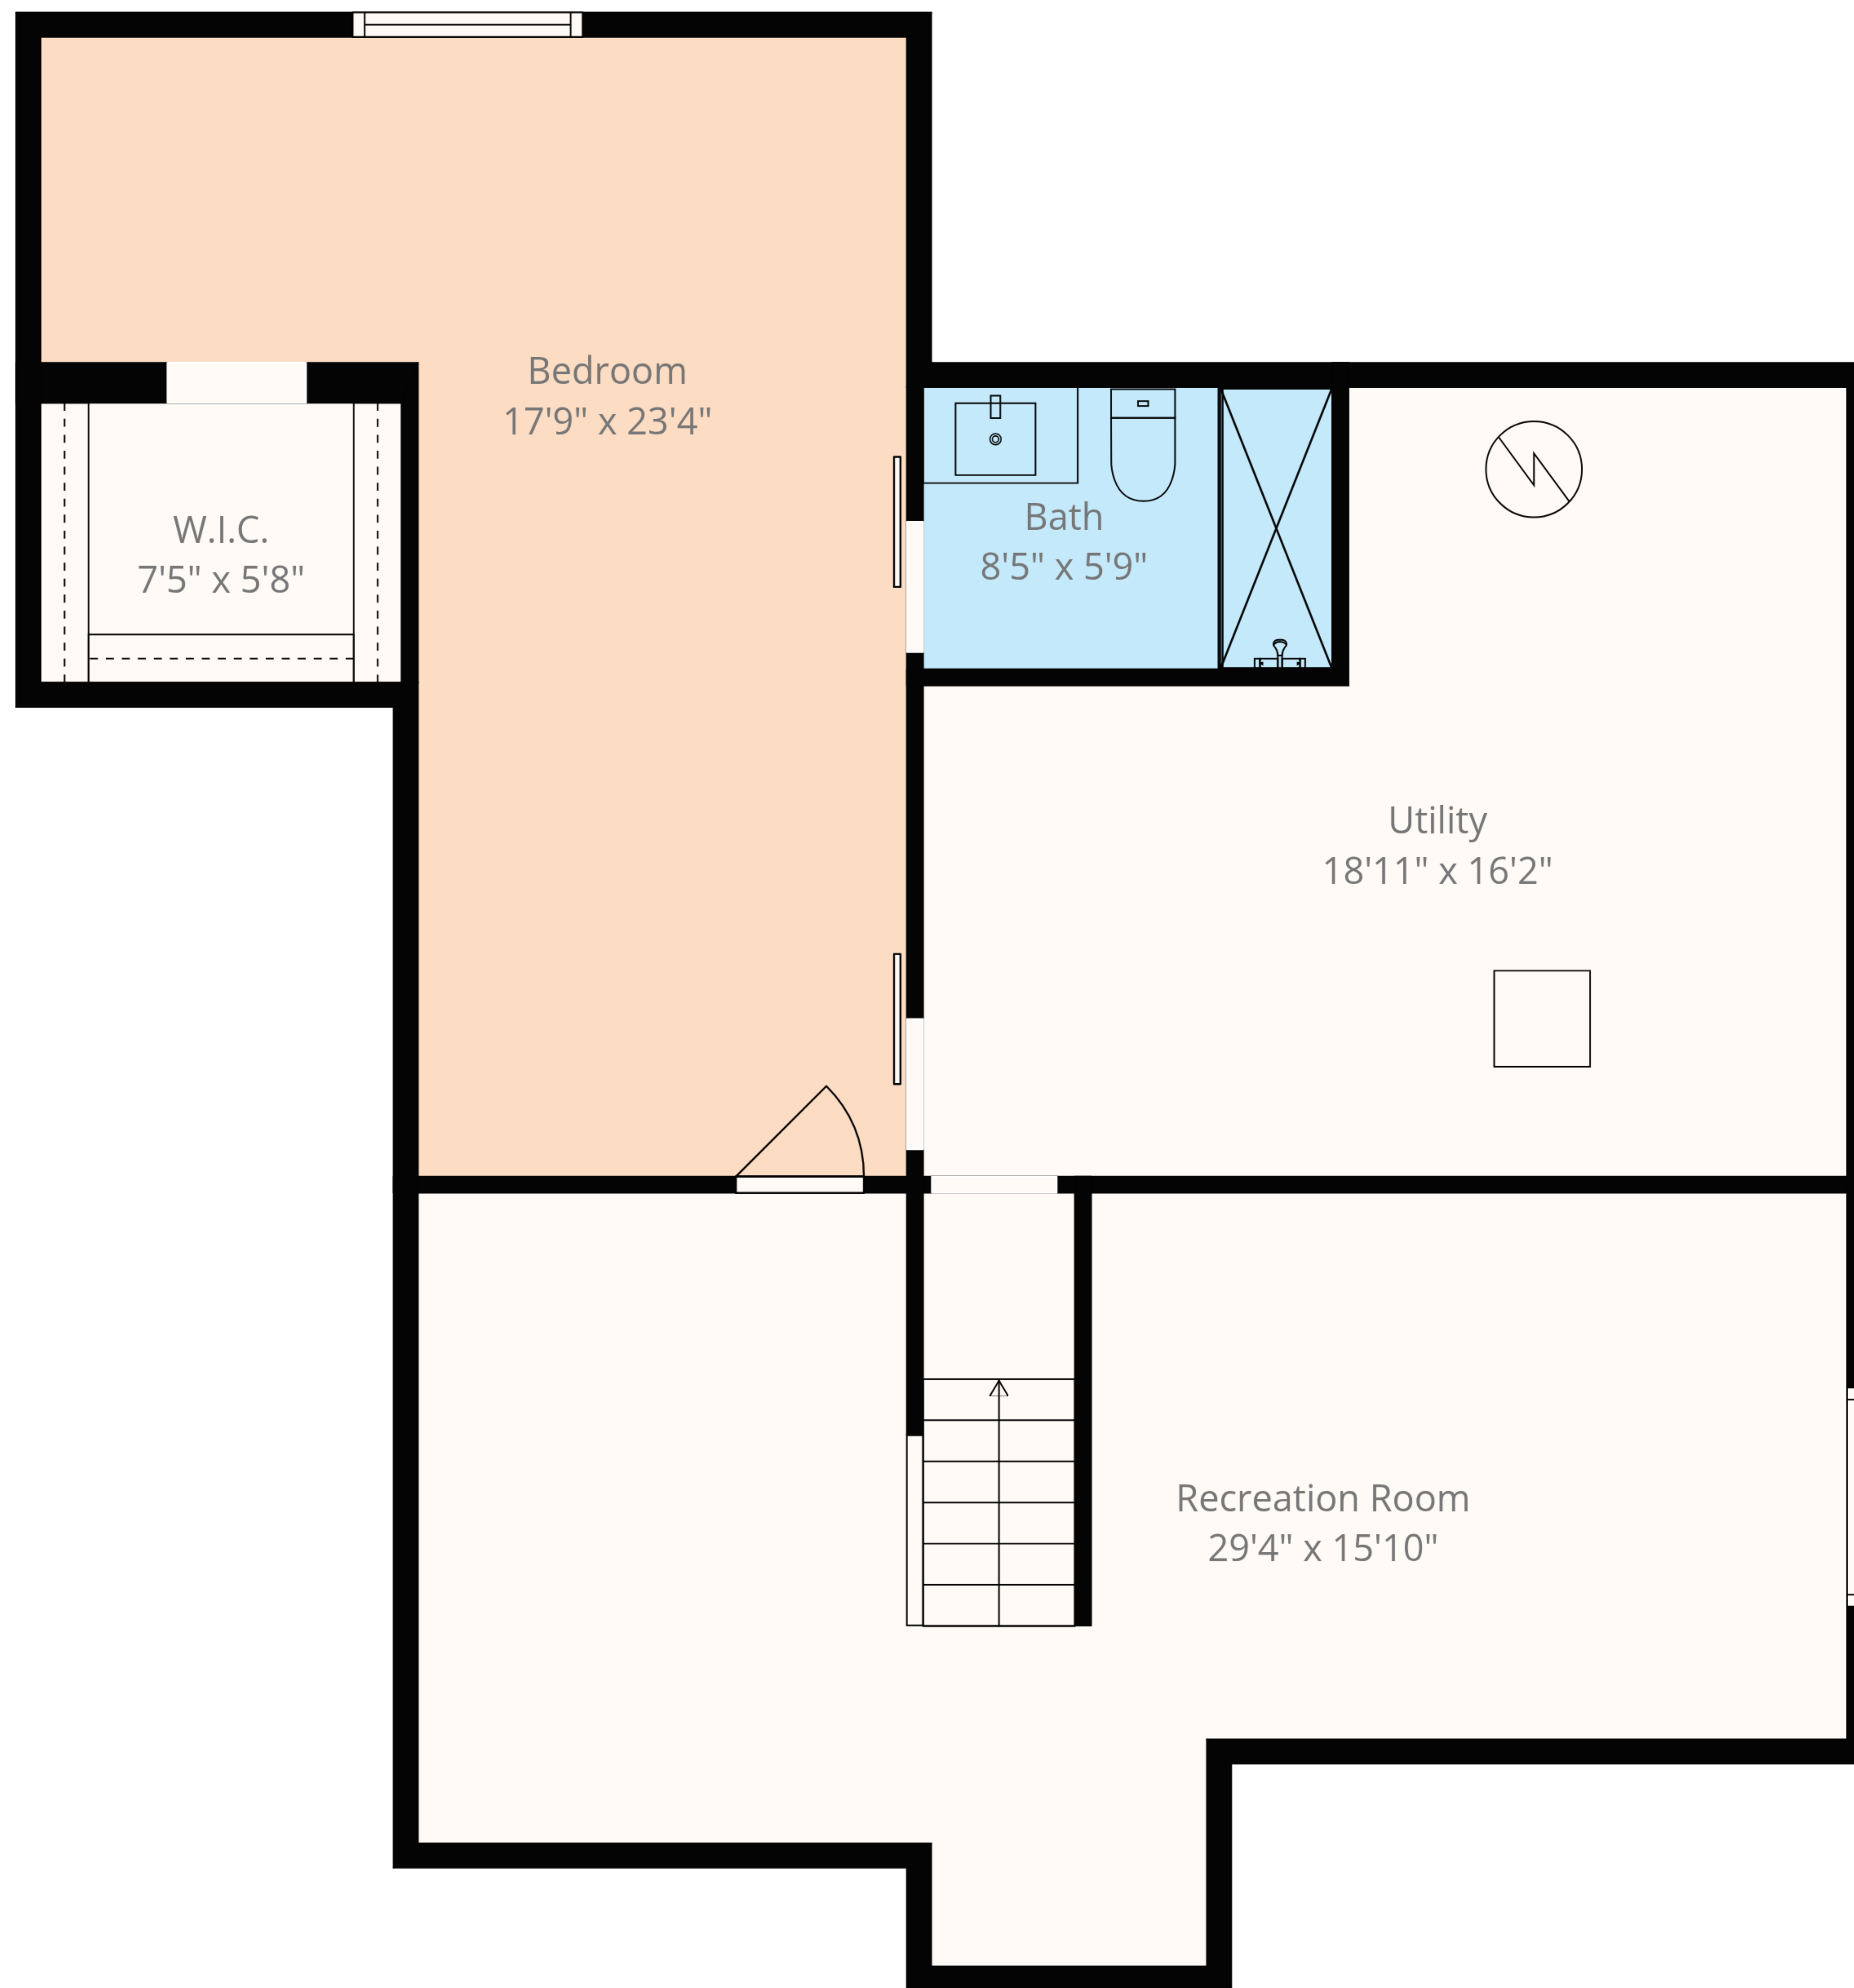 Bedroom
17'9" x 23'4"
W.I.C.
7'5" x 5'8"
Bath
8'5" x 5'9"
Utility
18'11" x 16'2"
Recreation Room
29'4" x 15'10"